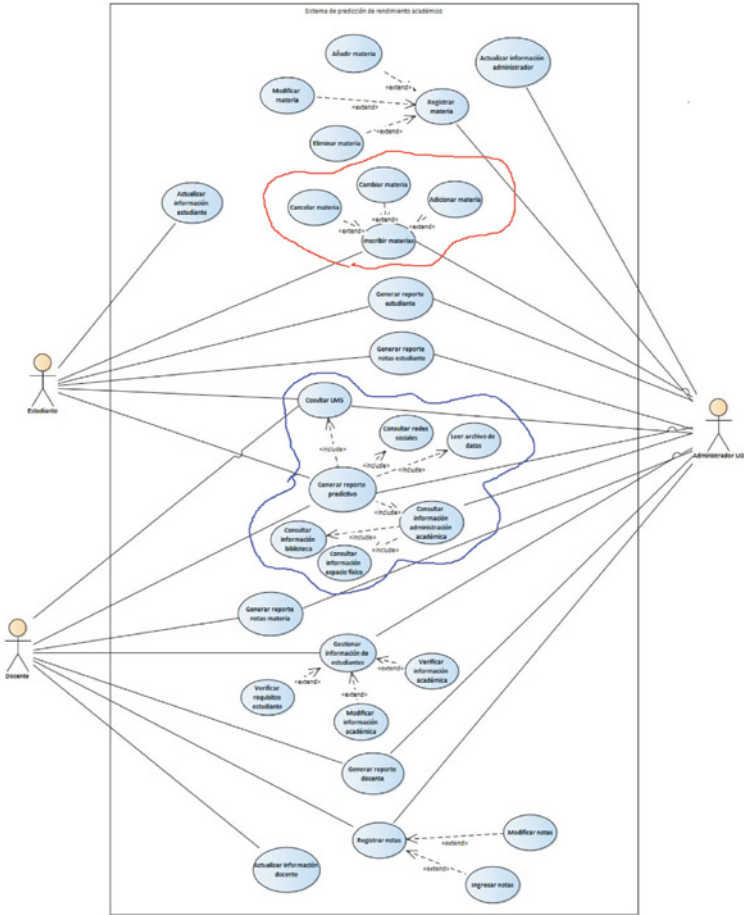 Sistema de predicción de rendimiento académico
Añadir materia
Actualizar información
administrador
Modificar
materia
«extend»
«extend»
Registrar
materia
«extend»
Eliminar materia
Actualizar
información
estudiante
Cambiar materia
Cancelar materia
Adicionar materia
«extend»
«extend»
«extend»
Inscribir materias
Generar reporte
estudiante
Generar reporte
notas estudiante
Estudiante
Administrador UG
Cosultar LMS
Consultar redes
sociales
Leer archivo de
datos
«include»
«include»
«include»
Generar reporte
predictivo
«include»
Consultar
información
administración
académica
Consultar
información
biblioteca
«include»
«include»
Consultar
información
espacio físico
Generar reporte
notas materia
Docente
Gestionar
información de
estudiantes
Verificar
información
académica
«extend»
«extend»
Verificar
requisitos
estudiante
«extend»
Modificar
información
académica
Generar reporte
docente
Registrar notas
Modificar notas
«extend»
«extend»
Actualizar información
docente
Ingresar notas